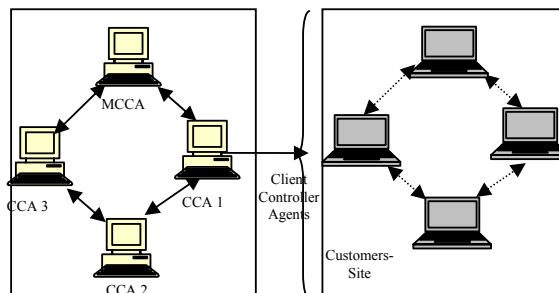 MCCA
CCA 3
CCA 1
CCA 2
Client
Controller
Agents
Customers-
Site